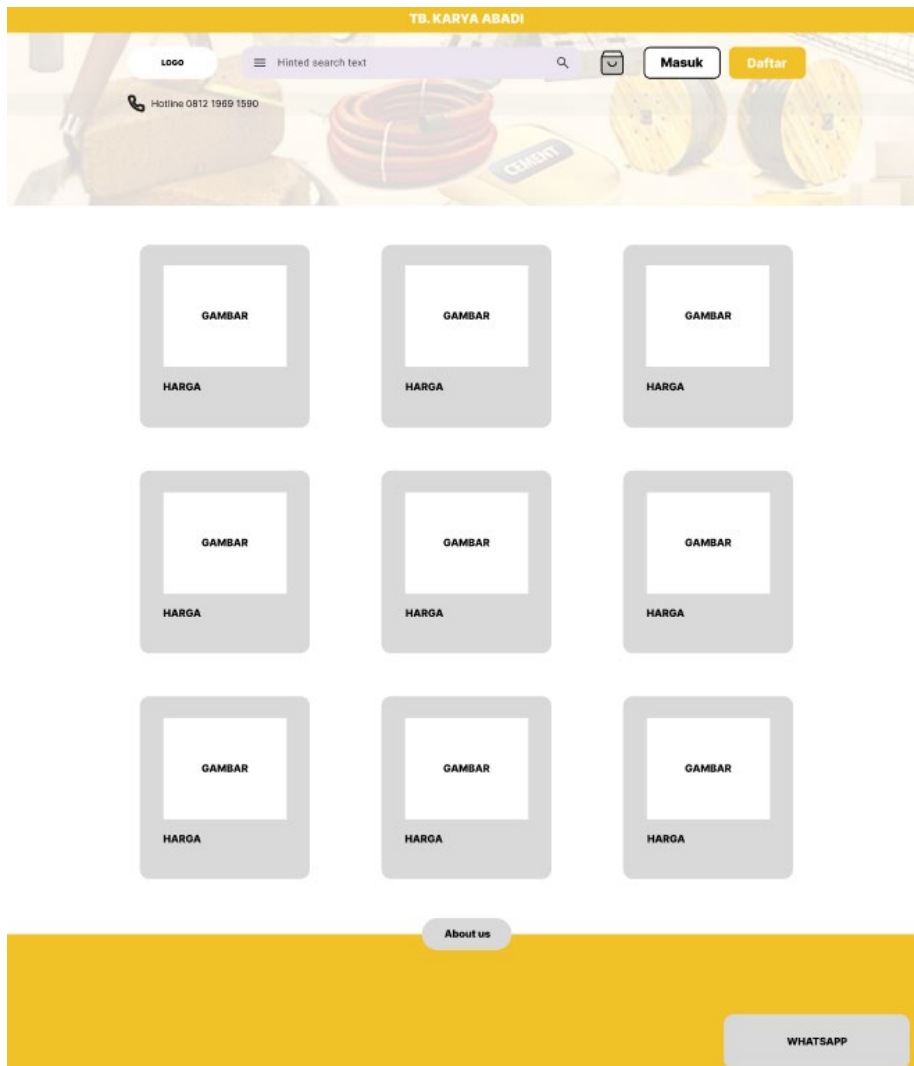 TB. KARYA ABADI
LOGO
Hinted search text
Masuk
Daftar
Hotline 0812 1969 1590
CEMENT
GAMBAR
GAMBAR
GAMBAR
HARGA
HARGA
HARGA
GAMBAR
GAMBAR
GAMBAR
HARGA
HARGA
HARGA
GAMBAR
GAMBAR
GAMBAR
HARGA
HARGA
HARGA
About us
WHATSAPP